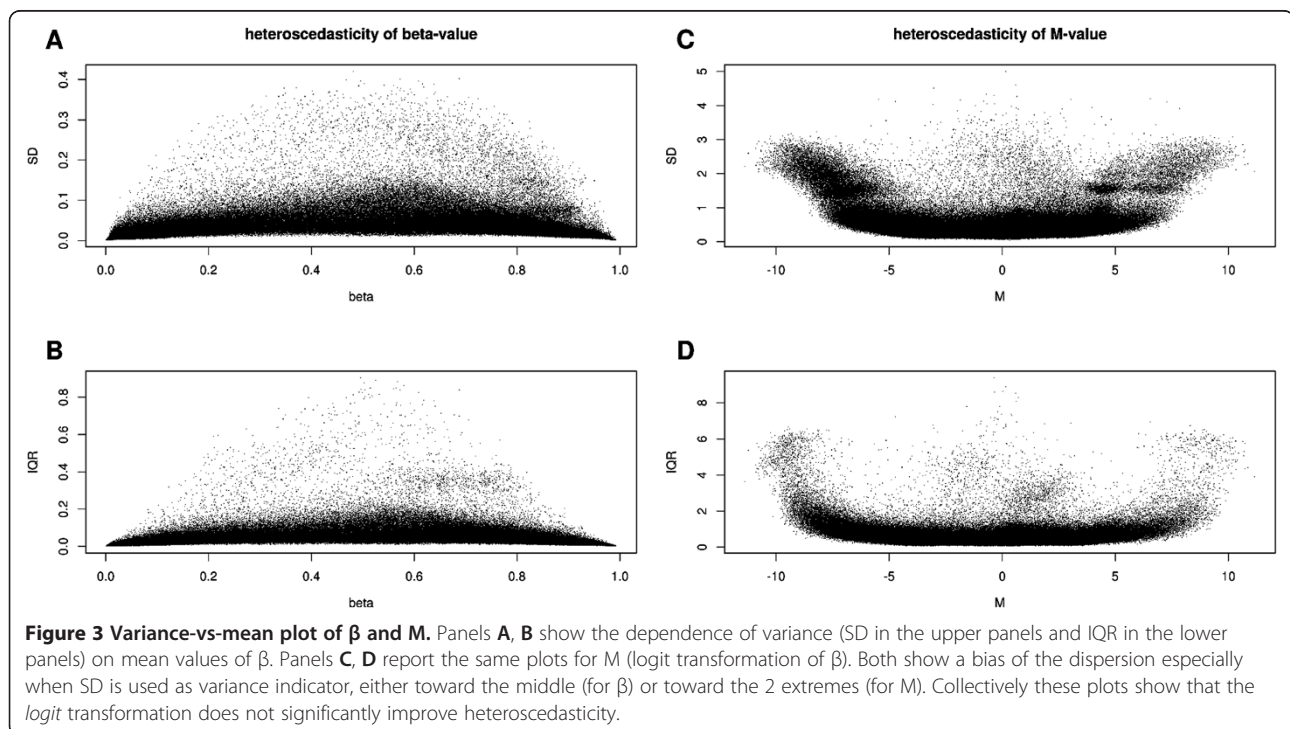 A
heteroscedasticity of beta-value
SD
0.4
0.3
0.2
0.1
0.0
0.0 0.2 0.4 0.6 0.8 1.0
beta
C
heteroscedasticity of M-value
SD
5
4
3
2
1
0
-10 -5 0 5 10
M
B
IQR
0.8
0.6
0.4
0.2
0.0
0.0 0.2 0.4 0.6 0.8 1.0
beta
D
IQR
8
6
4
2
0
-10 -5 0 5 10
M
Figure 3 Variance-vs-mean plot of β and M. Panels A, B show the dependence of variance (SD in the upper panels and IQR in the lower
panels) on mean values of β. Panels C, D report the same plots for M (logit transformation of β). Both show a bias of the dispersion especially
when SD is used as variance indicator, either toward the middle (for β) or toward the 2 extremes (for M). Collectively these plots show that the
logit transformation does not significantly improve heteroscedasticity.